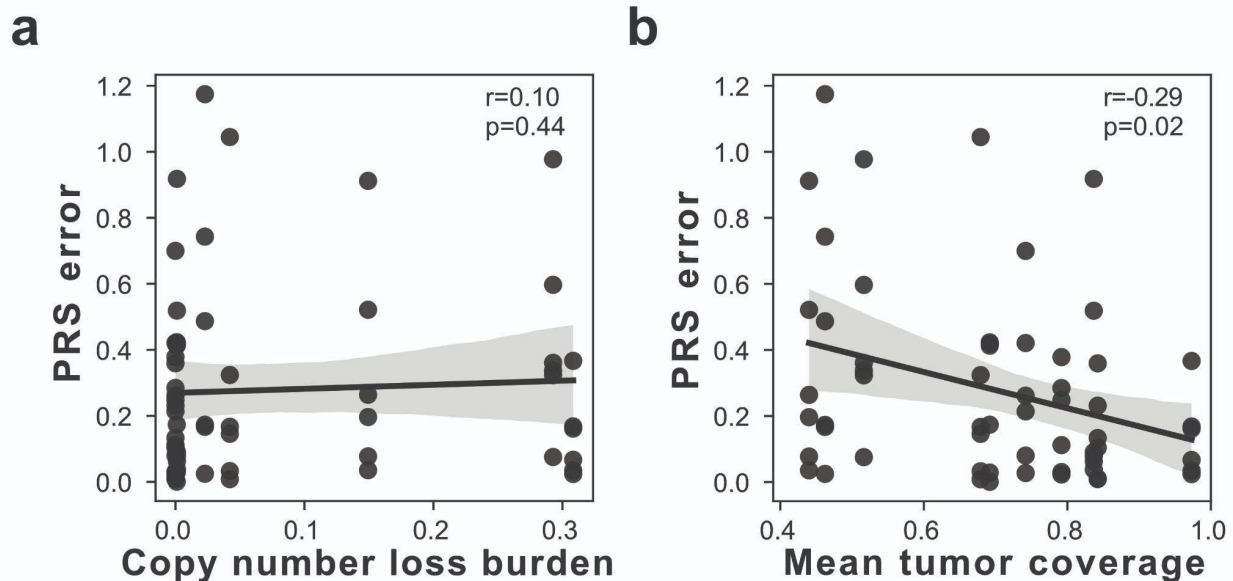 a
b
1.2
1.0
0.8
0.6
0.4
0.2
0.0
PRS error
r=0.10
p=0.44
0.0 0.1 0.2 0.3
Copy number loss burden
1.2
1.0
0.8
0.6
0.4
0.2
0.0
PRS error
r=-0.29
p=0.02
0.4 0.6 0.8 1.0
Mean tumor coverage